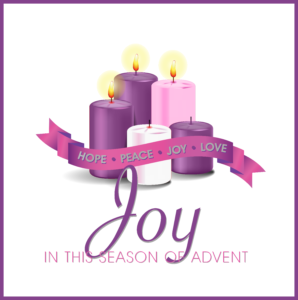 HOPE • PEACE • JOY • LOVE
Joy
IN THIS SEASON OF ADVENT